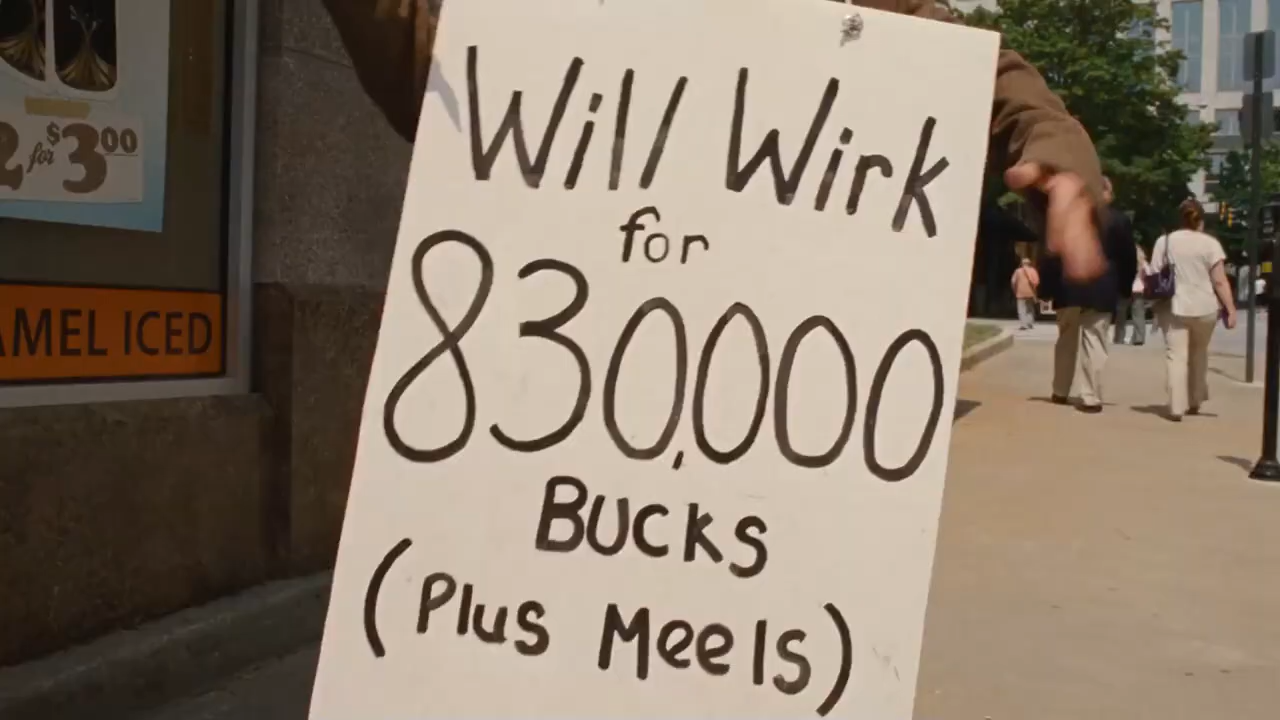 2 for $3.00
AMEL ICED
Will Wirk
for
830,000
Bucks
(Plus Meels)